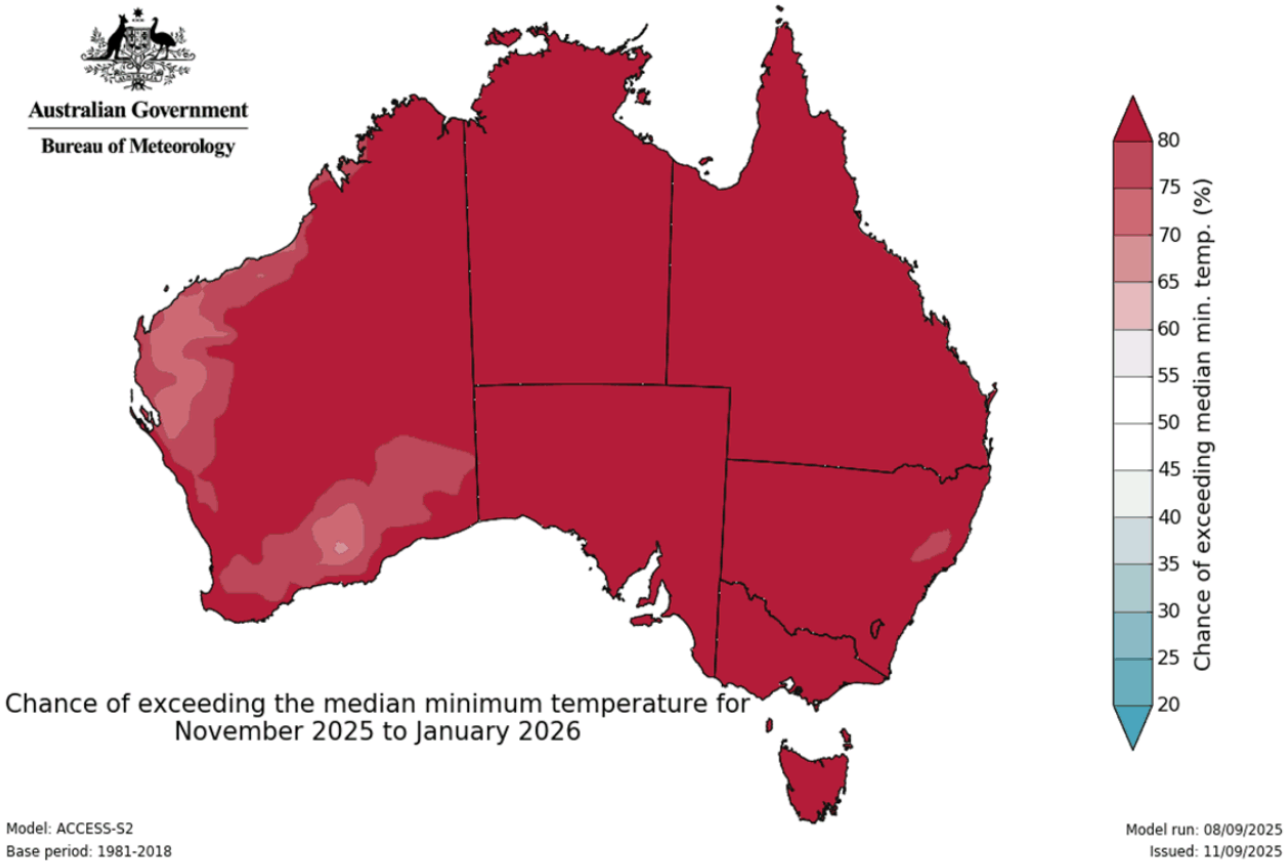 Australian Government
Bureau of Meteorology
80
75
70
65
60
55
50
45
40
35
30
25
20
Chance of exceeding median min. temp. (%)
Chance of exceeding the median minimum temperature for
November 2025 to January 2026
Model: ACCESS-S2
Base period: 1981-2018
Model run: 08/09/2025
Issued: 11/09/2025